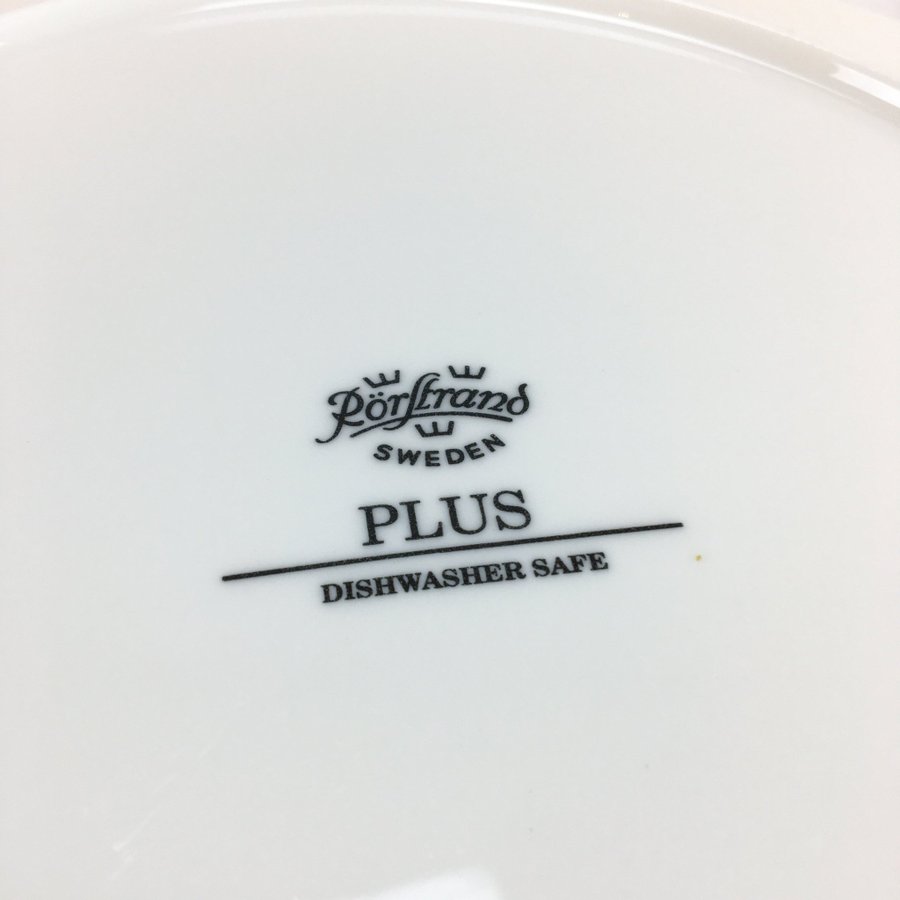 Rörstrand
SWEDEN
PLUS
DISHWASHER SAFE